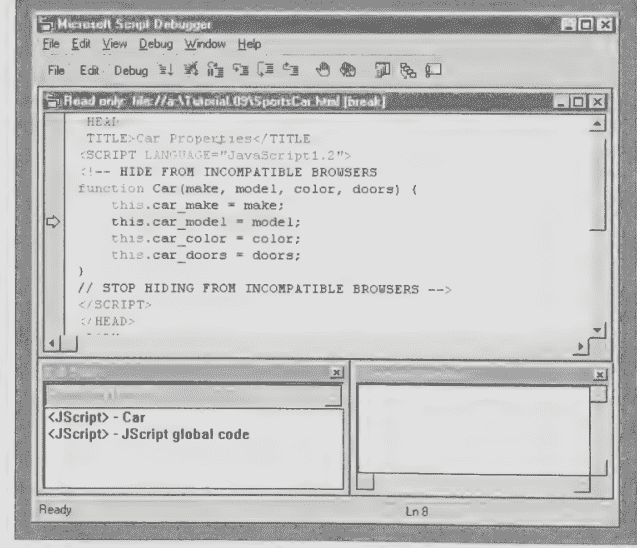 Microsoft Script Debugger
File Edit View Debug Window Help
File Edit Debug
Read only: file://a:\Tutorial.09\SportsCar.html [break]
HEAD
TITLE>Car Properties</TITLE
<SCRIPT LANGUAGE="JavaScript1.2">
<!-- HIDE FROM INCOMPATIBLE BROWSERS
function Car(make, model, color, doors) {
this.car_make = make;
this.car_model = model;
this.car_color = color;
this.car_doors = doors;
}
// STOP HIDING FROM INCOMPATIBLE BROWSERS -->
</SCRIPT>
</HEAD>
<JScript> - Car
<JScript> - JScript global code
Ready
Ln 8